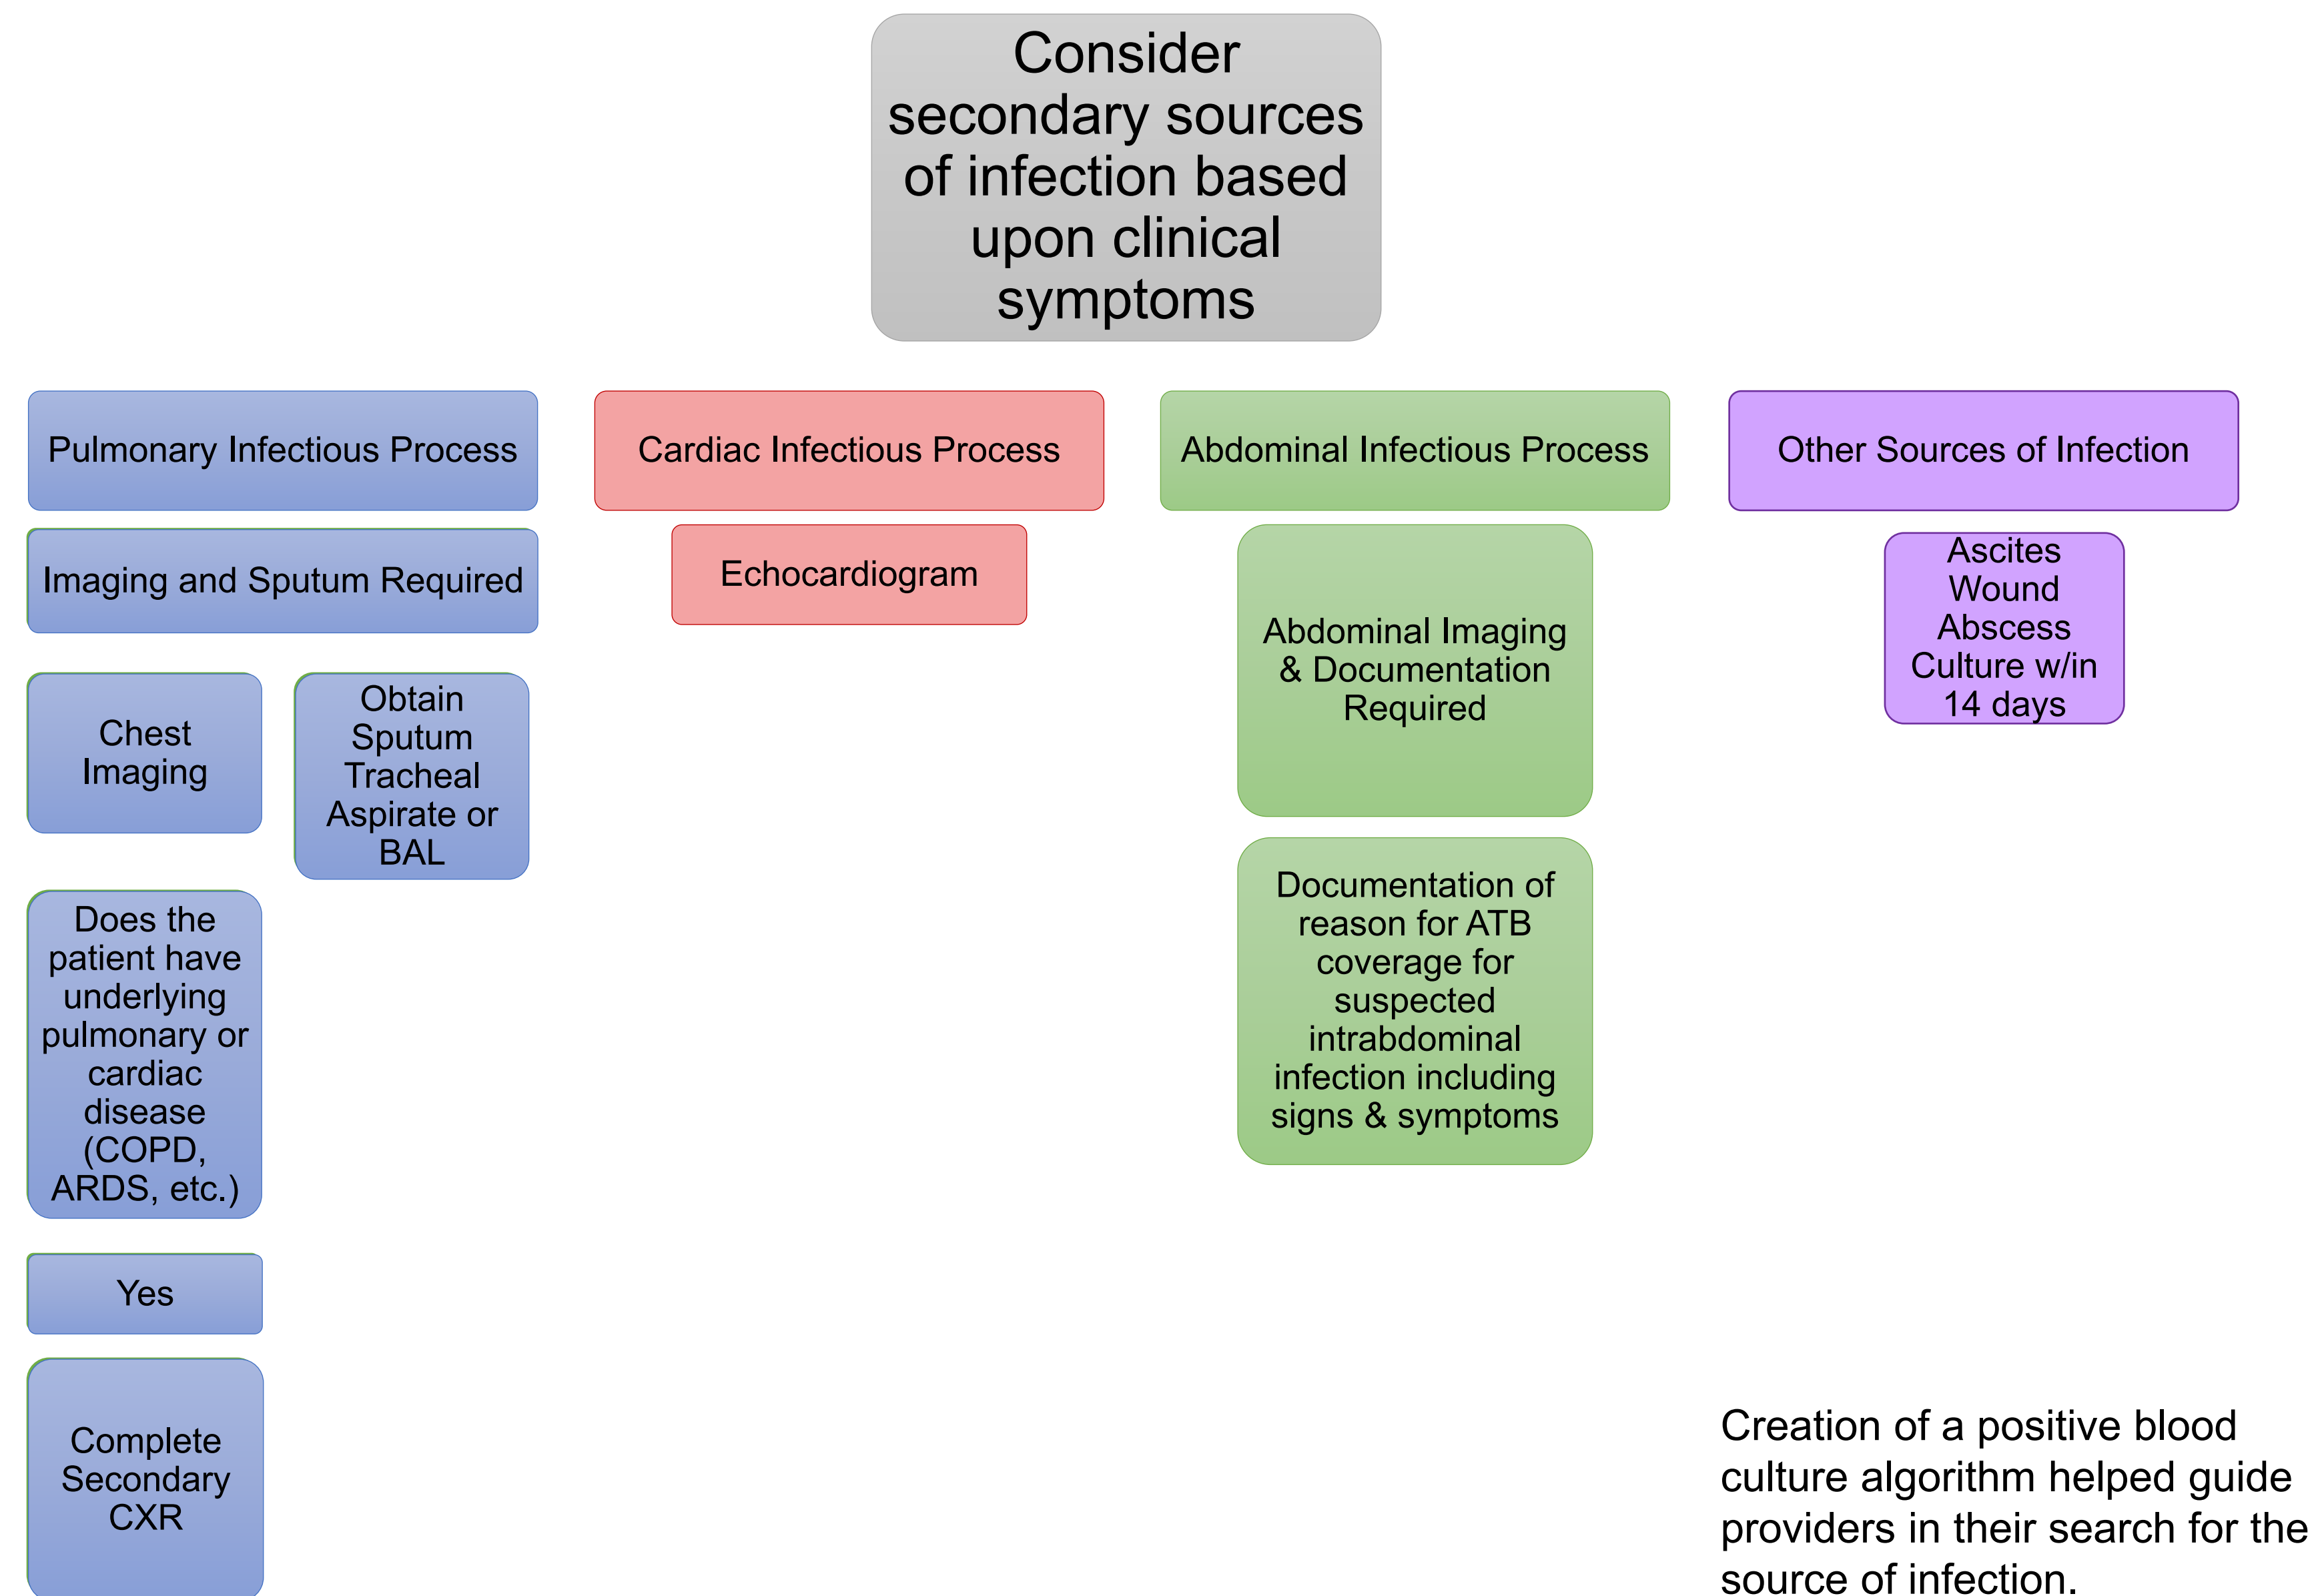 Consider
secondary sources
of infection based
upon clinical
symptoms
Pulmonary Infectious Process
Imaging and Sputum Required
Chest
Imaging
Obtain
Sputum
Tracheal
Aspirate or
BAL
Does the
patient have
underlying
pulmonary or
cardiac
disease
(COPD,
ARDS, etc.)
Yes
Complete
Secondary
CXR
Cardiac Infectious Process
Echocardiogram
Abdominal Infectious Process
Abdominal Imaging
& Documentation
Required
Documentation of
reason for ATB
coverage for
suspected
intrabdominal
infection including
signs & symptoms
Other Sources of Infection
Ascites
Wound
Abscess
Culture w/in
14 days
Creation of a positive blood
culture algorithm helped guide
providers in their search for the
source of infection.